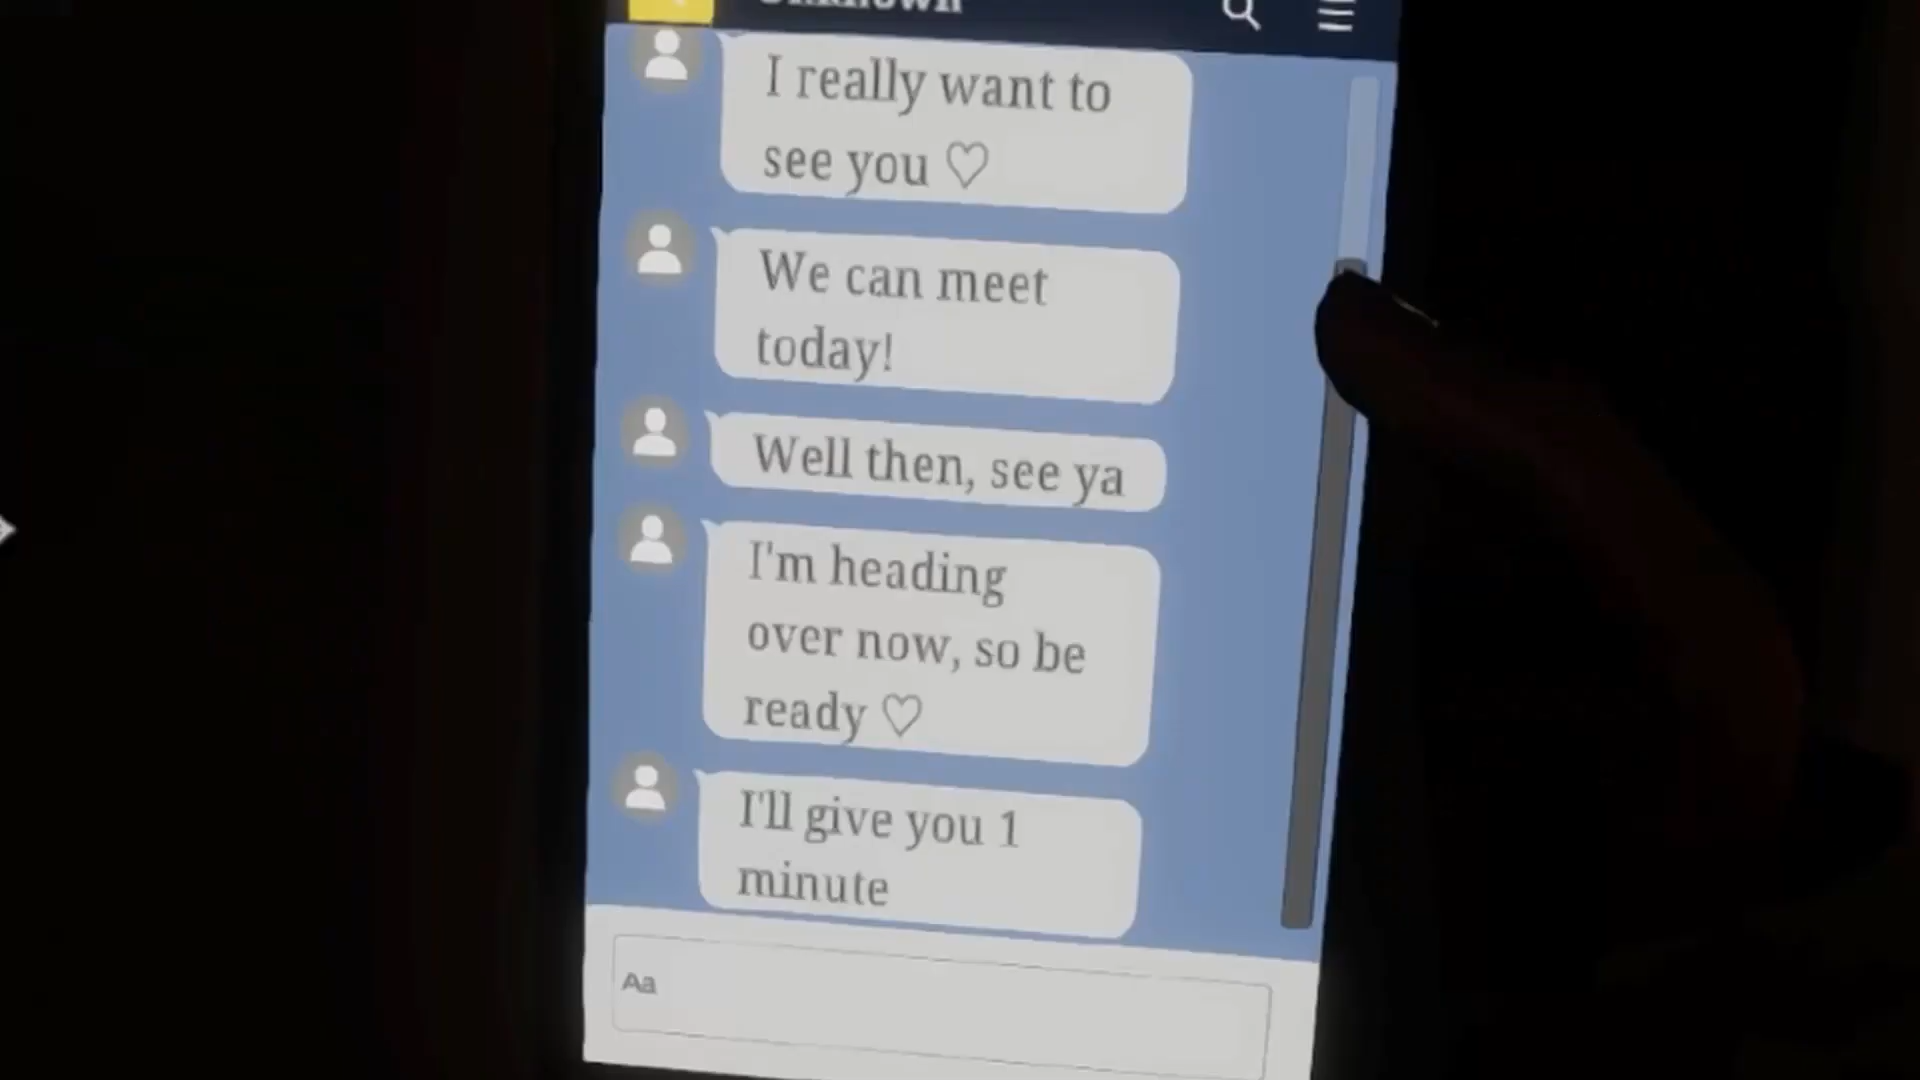 Unknown
I really want to
see you ♡
We can meet
today!
Well then, see ya
I'm heading
over now, so be
ready ♡
I'll give you 1
minute
Aa